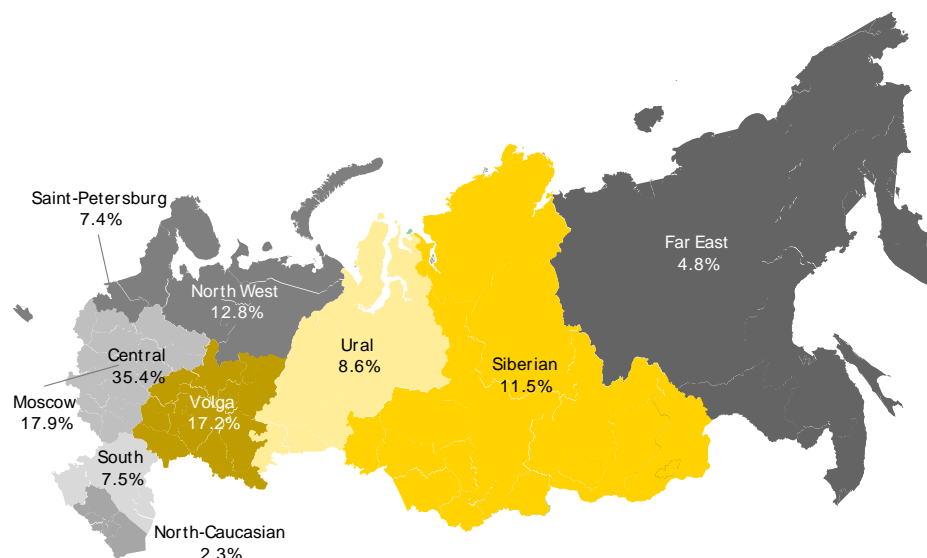 Saint-Petersburg
7.4%
North West
12.8%
Far East
4.8%
Central
35.4%
Ural
8.6%
Siberian
11.5%
Moscow
17.9%
Volga
17.2%
South
7.5%
North-Caucasian
2.3%